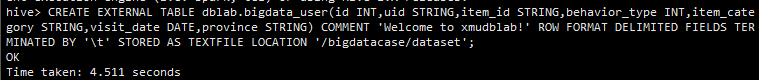 hive> CREATE EXTERNAL TABLE dblab.bigdata_user(id INT,uid STRING,item_id STRING,behavior_type INT,item_cate
gory STRING,visit_date DATE,province STRING) COMMENT 'Welcome to xmudblab!' ROW FORMAT DELIMITED FIELDS TER
MINATED BY '\t' STORED AS TEXTFILE LOCATION '/bigdatacase/dataset';
OK
Time taken: 4.511 seconds